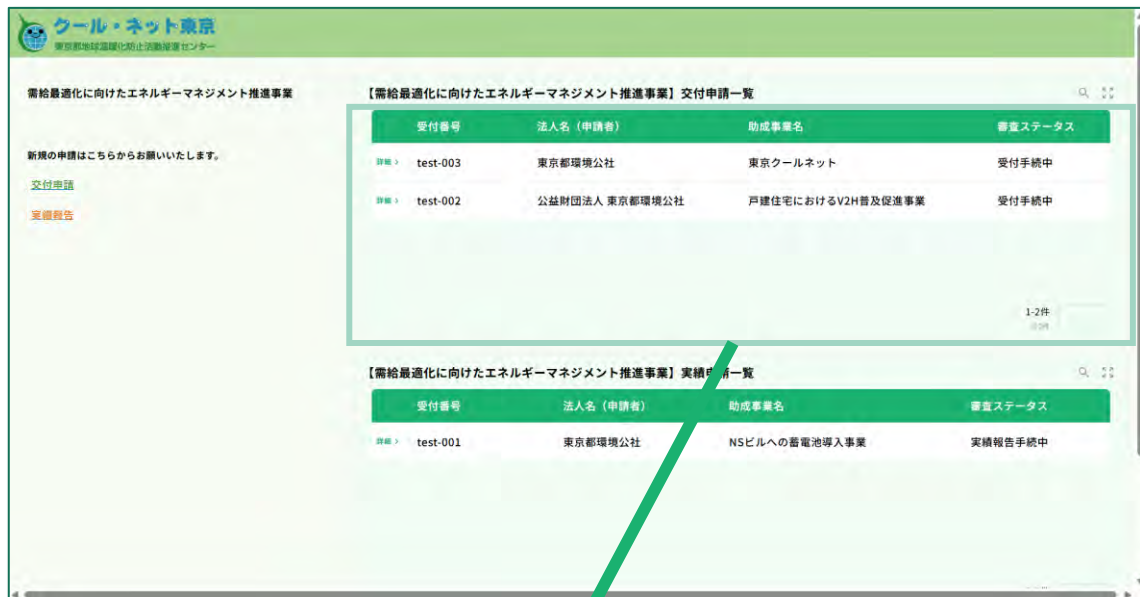 クール・ネット東京
東京都地球温暖化防止活動推進センター
需給最適化に向けたエネルギーマネジメント推進事業
新規の申請はこちらからお願いいたします。
交付申請
実績報告
【需給最適化に向けたエネルギーマネジメント推進事業】交付申請一覧
受付番号 法人名（申請者） 助成事業名 審査ステータス
詳細 › test-003 東京都環境公社 東京クールネット 受付手続中
詳細 › test-002 公益財団法人 東京都環境公社 戸建住宅におけるV2H普及促進事業 受付手続中
1-2件
【需給最適化に向けたエネルギーマネジメント推進事業】実績申請一覧
受付番号 法人名（申請者） 助成事業名 審査ステータス
詳細 › test-001 東京都環境公社 NSビルへの蓄電池導入事業 実績報告手続中